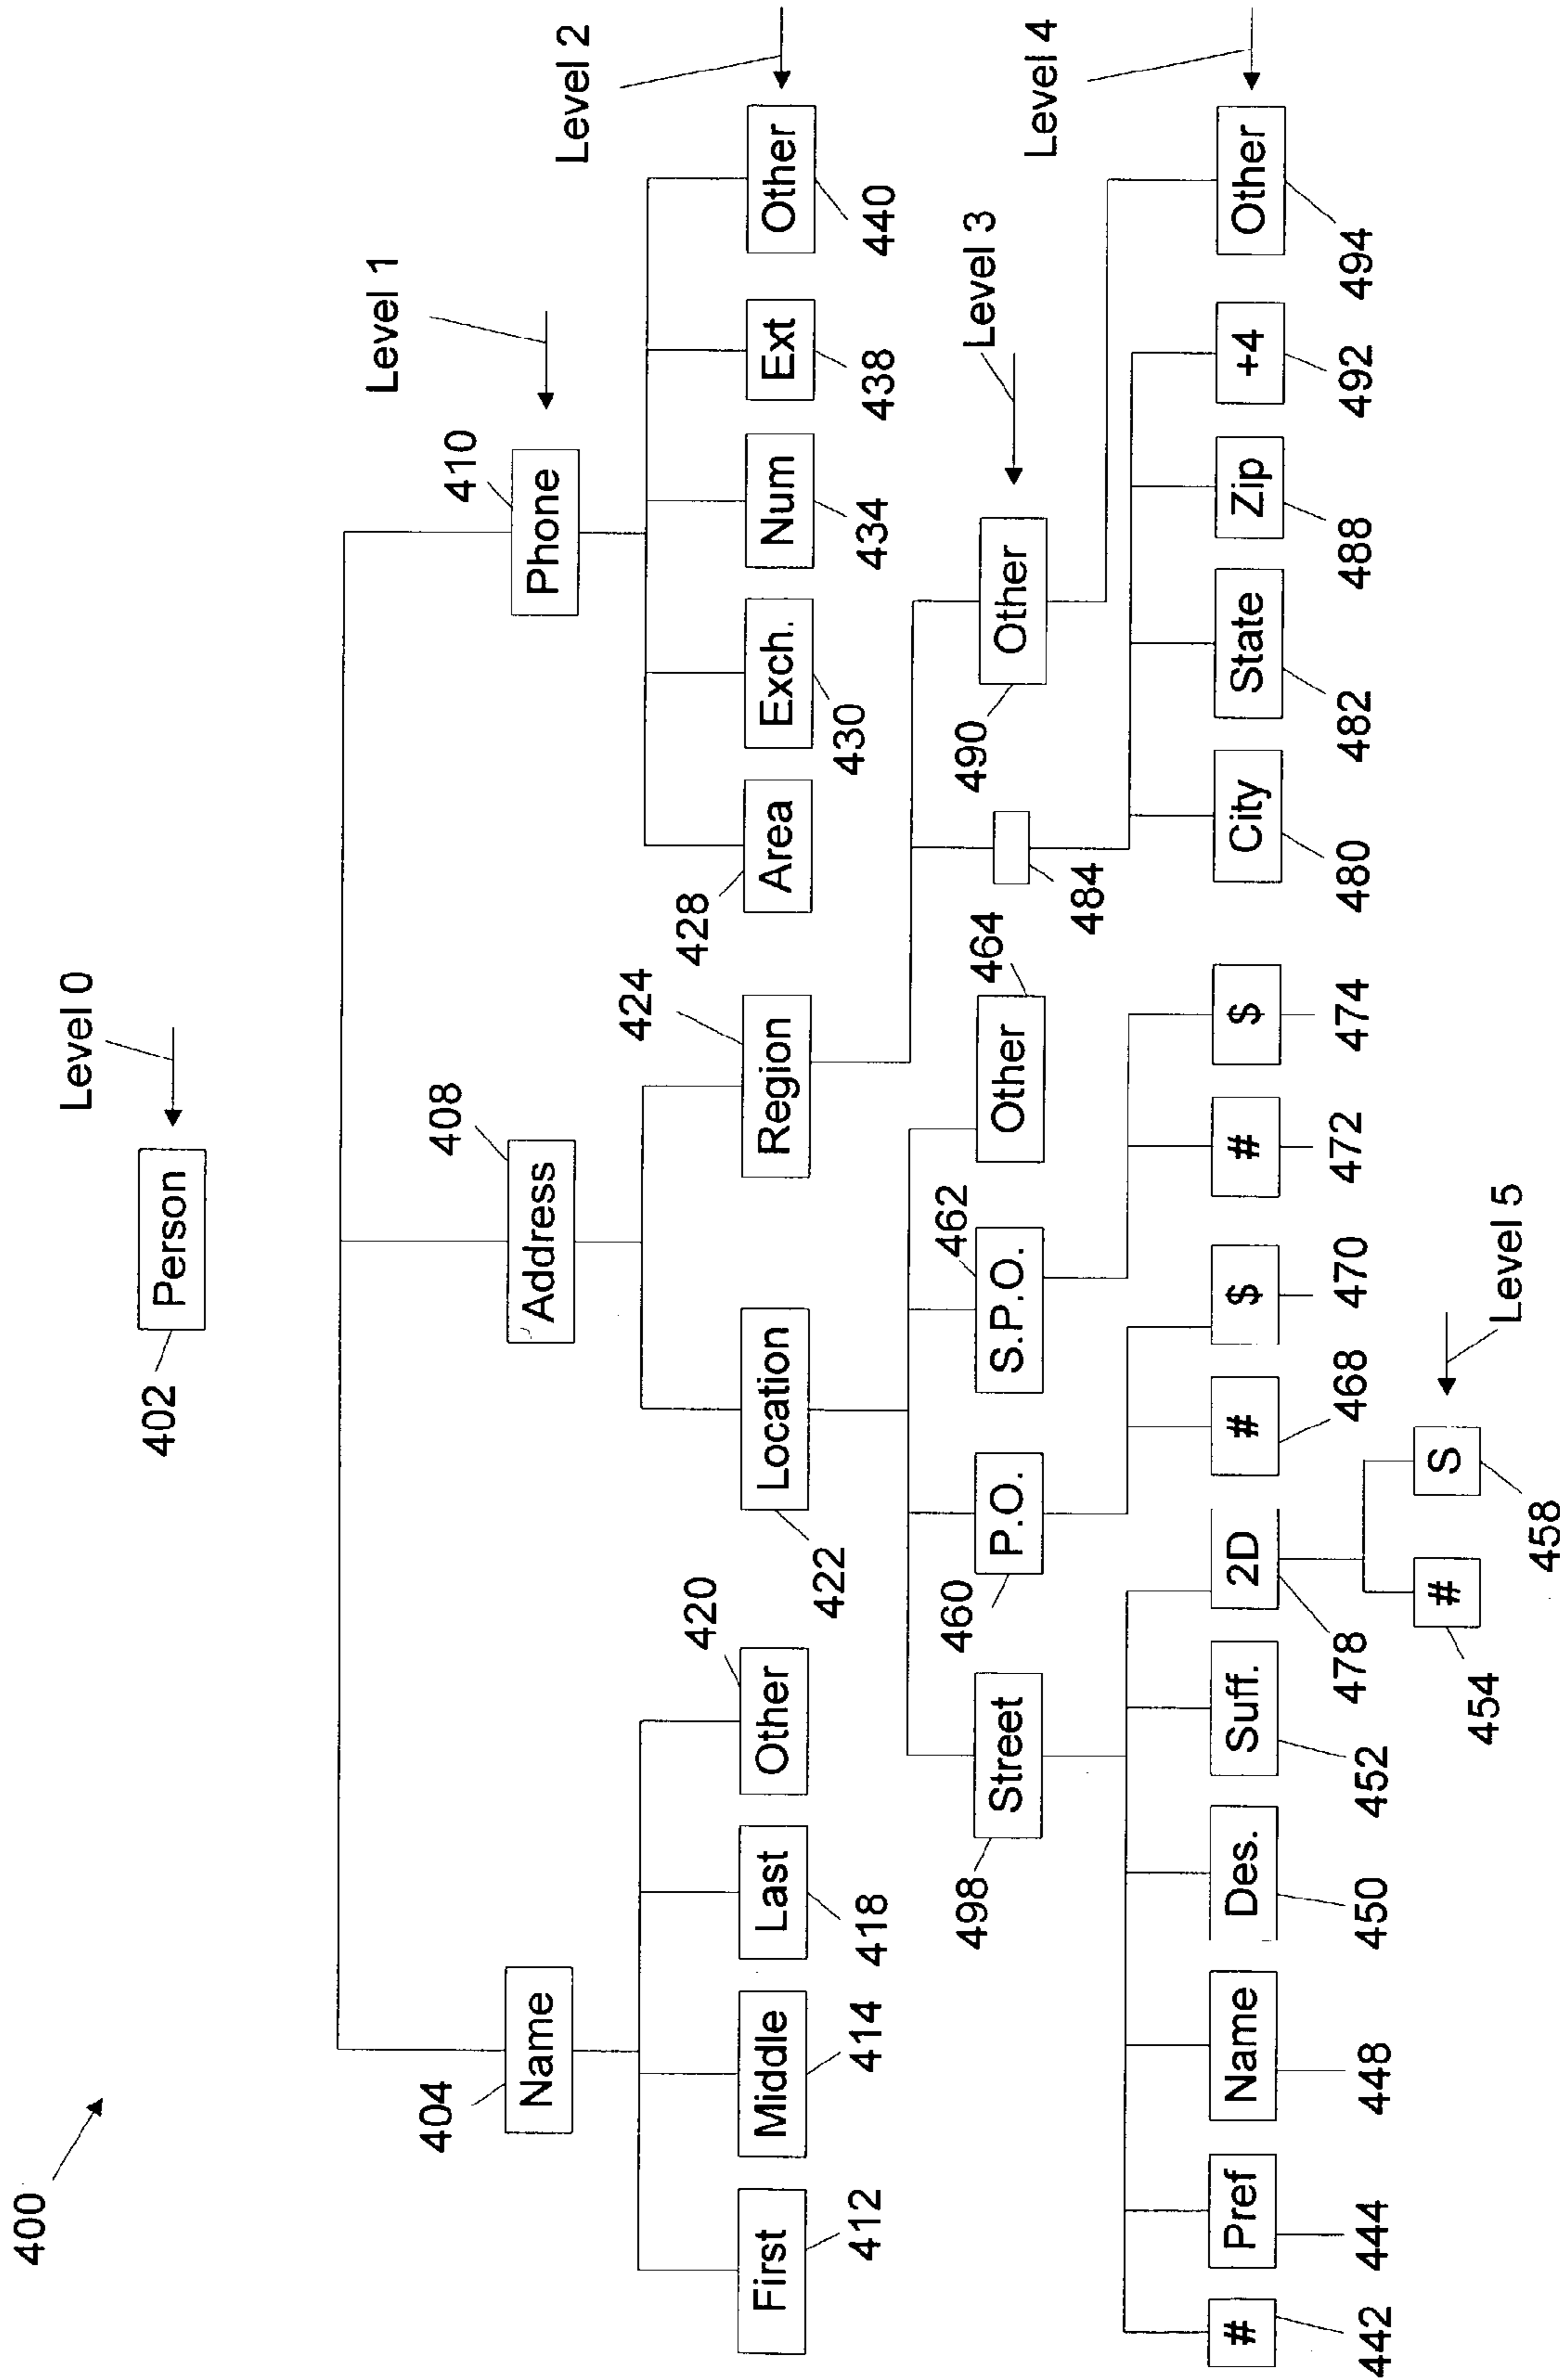 400
Level 0
402
Person
Level 1
404
408
410
Name
Address
Phone
Level 2
420
424
First
Middle
Last
Other
Location
Region
Area
Exch.
Num
Ext
Other
412
414
418
422
428
430
434
438
440
Level 3
498
460
462
464
490
Street
P.O.
S.P.O.
Other
Other
484
Level 4
#
Pref
Name
Des.
Suff.
2D
#
$
#
$
City
State
Zip
+4
Other
442
444
448
450
452
478
468
470
472
474
480
482
488
492
494
#
S
454
458
Level 5